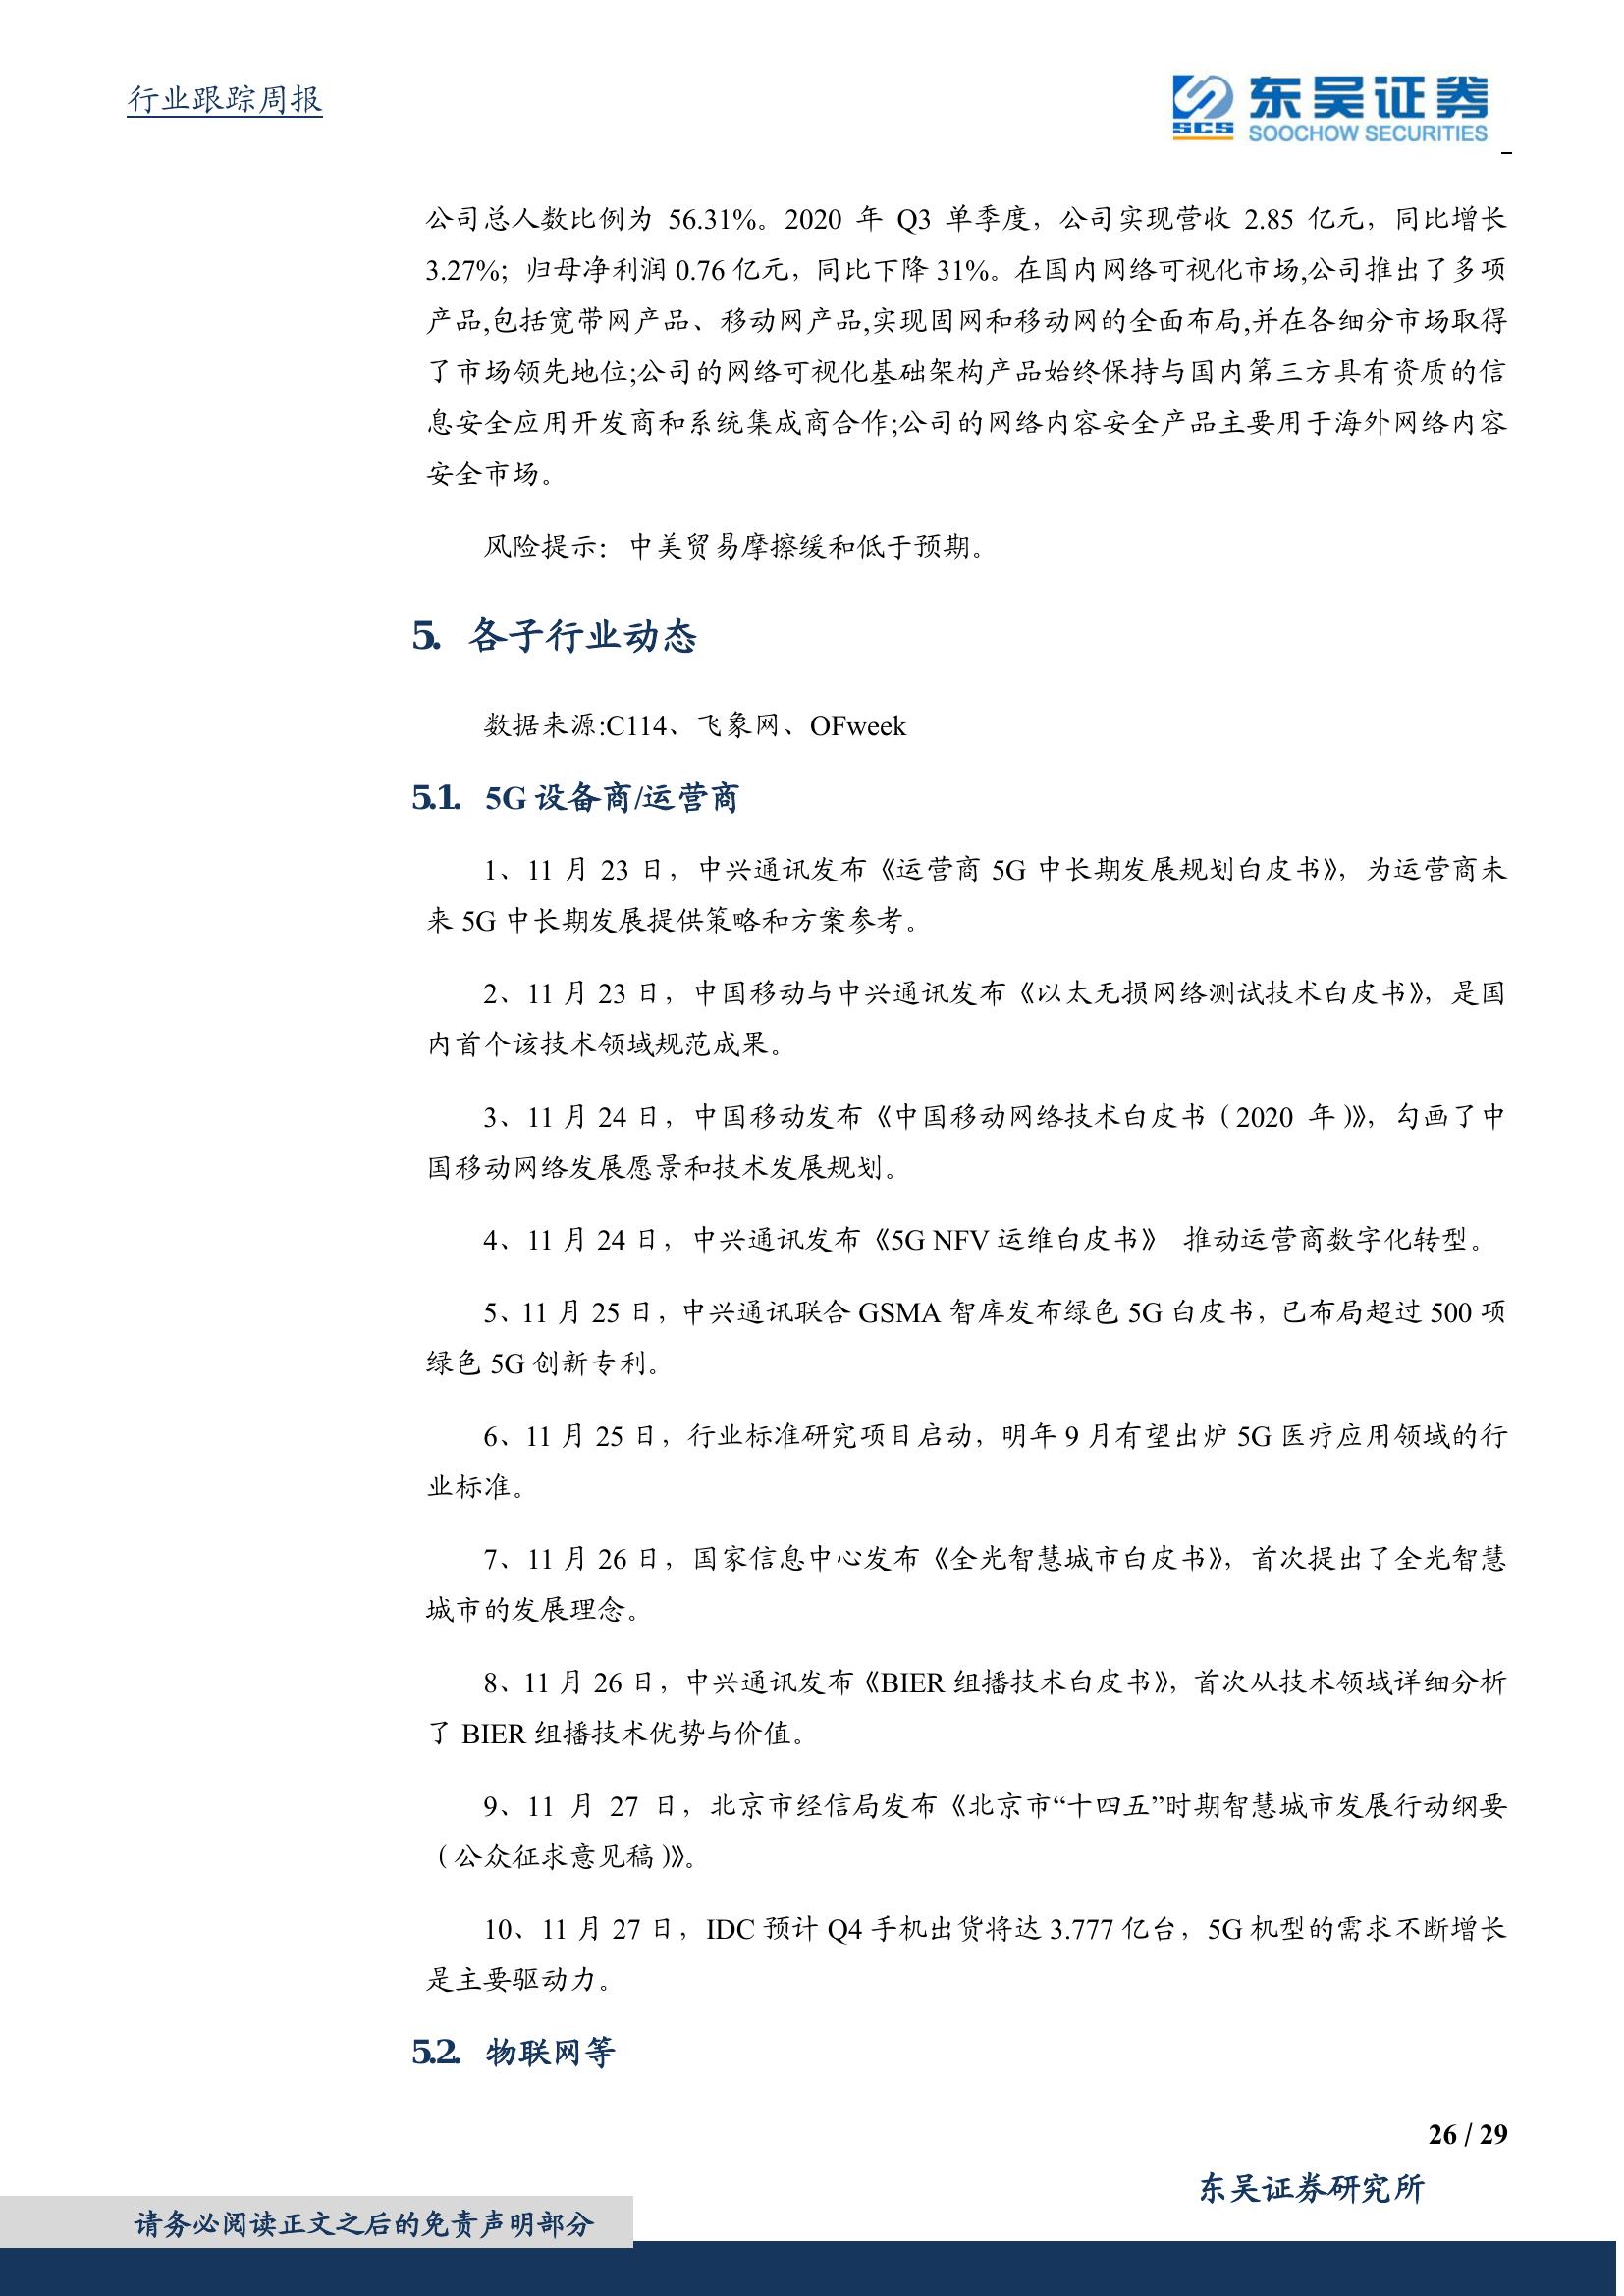 行业跟踪周报
SCS
东吴证券
SOOCHOW SECURITIES
公司总人数比例为 56.31%。2020 年 Q3 单季度，公司实现营收 2.85 亿元，同比增长
3.27%；归母净利润 0.76 亿元，同比下降 31%。在国内网络可视化市场,公司推出了多项
产品,包括宽带网产品、移动网产品,实现固网和移动网的全面布局,并在各细分市场取得
了市场领先地位;公司的网络可视化基础架构产品始终保持与国内第三方具有资质的信
息安全应用开发商和系统集成商合作;公司的网络内容安全产品主要用于海外网络内容
安全市场。
风险提示：中美贸易摩擦缓和低于预期。
5. 各子行业动态
数据来源:C114、飞象网、OFweek
5.1. 5G 设备商/运营商
1、11 月 23 日，中兴通讯发布《运营商 5G 中长期发展规划白皮书》，为运营商未
来 5G 中长期发展提供策略和方案参考。
2、11 月 23 日，中国移动与中兴通讯发布《以太无损网络测试技术白皮书》，是国
内首个该技术领域规范成果。
3、11 月 24 日，中国移动发布《中国移动网络技术白皮书（2020 年）》，勾画了中
国移动网络发展愿景和技术发展规划。
4、11 月 24 日，中兴通讯发布《5G NFV 运维白皮书》 推动运营商数字化转型。
5、11 月 25 日，中兴通讯联合 GSMA 智库发布绿色 5G 白皮书，已布局超过 500 项
绿色 5G 创新专利。
6、11 月 25 日，行业标准研究项目启动，明年 9 月有望出炉 5G 医疗应用领域的行
业标准。
7、11 月 26 日，国家信息中心发布《全光智慧城市白皮书》，首次提出了全光智慧
城市的发展理念。
8、11 月 26 日，中兴通讯发布《BIER 组播技术白皮书》，首次从技术领域详细分析
了 BIER 组播技术优势与价值。
9、11 月 27 日，北京市经信局发布《北京市“十四五”时期智慧城市发展行动纲要
（公众征求意见稿）》。
10、11 月 27 日，IDC 预计 Q4 手机出货将达 3.777 亿台，5G 机型的需求不断增长
是主要驱动力。
5.2. 物联网等
26 / 29
东吴证券研究所
请务必阅读正文之后的免责声明部分